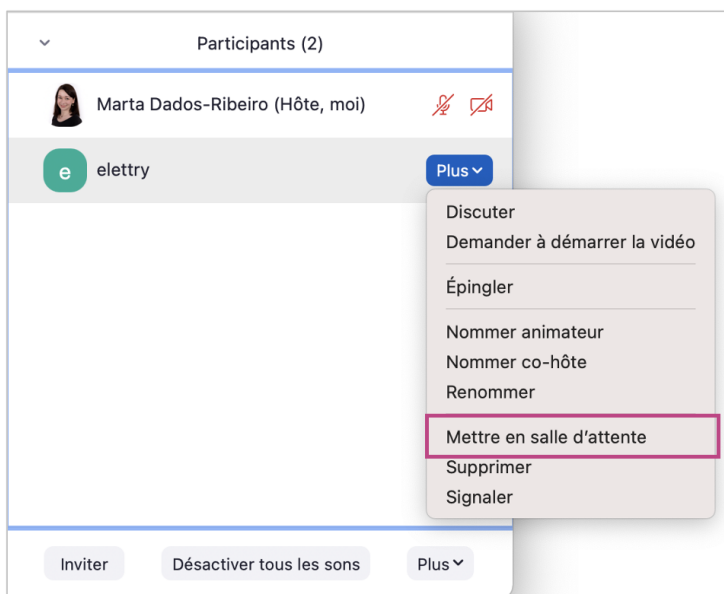 Participants (2)
Marta Dados-Ribeiro (Hôte, moi)
e elettry Plus
Discuter
Demander à démarrer la vidéo
Épingler
Nommer animateur
Nommer co-hôte
Renommer
Mettre en salle d'attente
Supprimer
Signaler
Inviter Désactiver tous les sons Plus